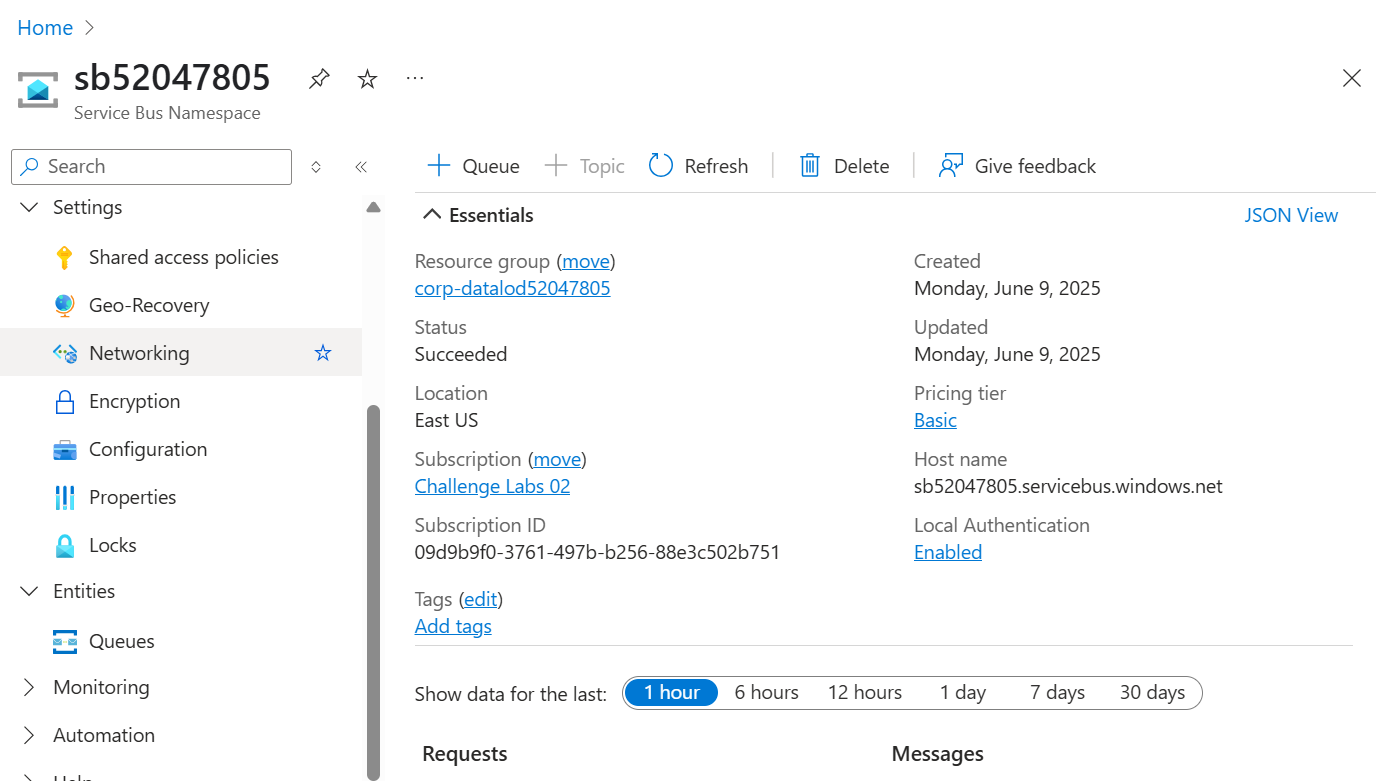 Home
sb52047805
Service Bus Namespace
Search
Queue
Topic
Refresh
Delete
Give feedback
Settings
Shared access policies
Geo-Recovery
Networking
Encryption
Configuration
Properties
Locks
Entities
Queues
Monitoring
Automation
Help
Essentials
JSON View
Resource group (move)
corp-datalod52047805
Status
Succeeded
Location
East US
Subscription (move)
Challenge Labs 02
Subscription ID
09d9b9f0-3761-497b-b256-88e3c502b751
Tags (edit)
Add tags
Created
Monday, June 9, 2025
Updated
Monday, June 9, 2025
Pricing tier
Basic
Host name
sb52047805.servicebus.windows.net
Local Authentication
Enabled
Show data for the last:
1 hour
6 hours
12 hours
1 day
7 days
30 days
Requests
Messages